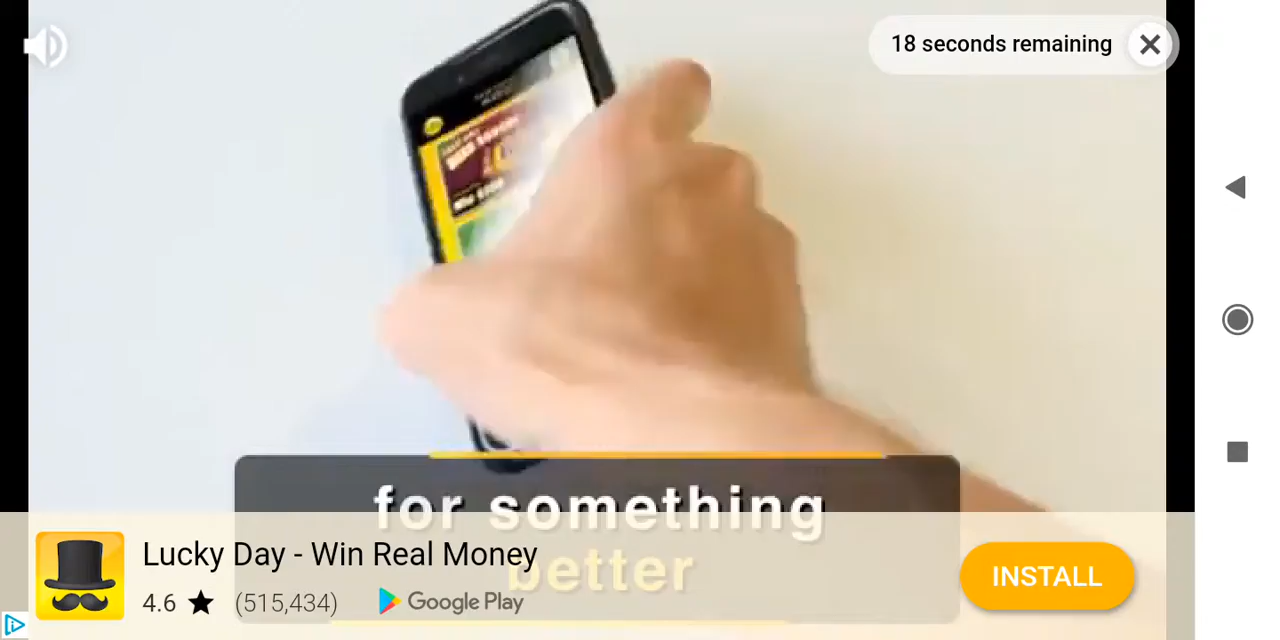 18 seconds remaining
for something
better
Lucky Day - Win Real Money
4.6 ★ (515,434) Google Play
INSTALL